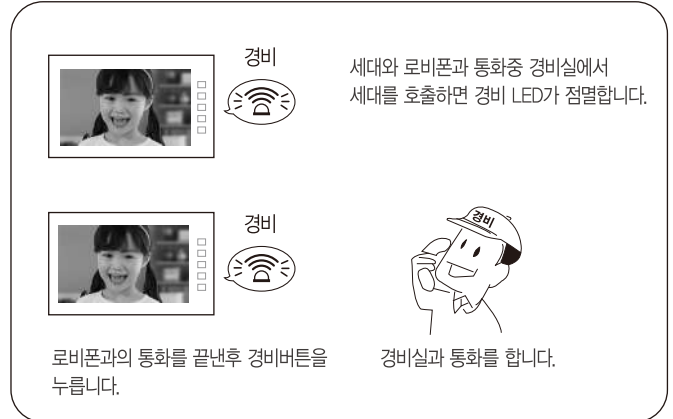 경비
세대와 로비폰과 통화중 경비실에서
세대를 호출하면 경비 LED가 점멸합니다.
경비
경비
로비폰과의 통화를 끝낸후 경비버튼을
누릅니다.
경비실과 통화를 합니다.